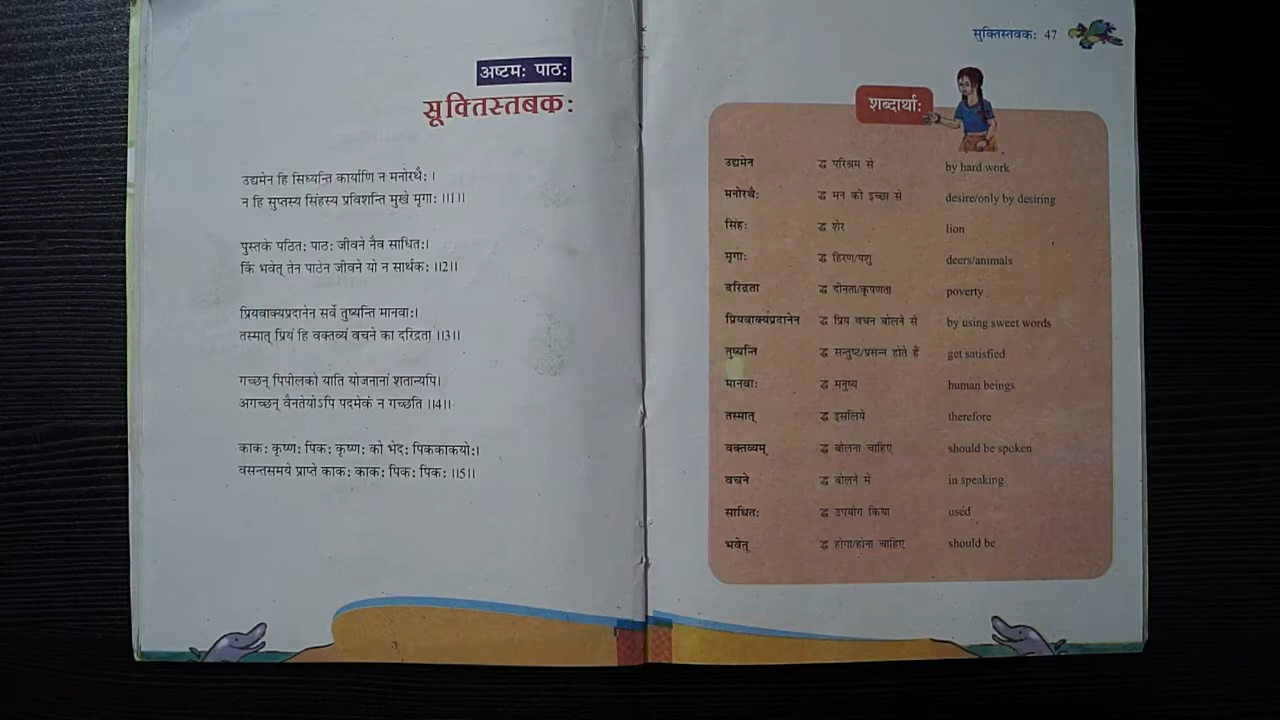 अष्टमः पाठः
सूक्तिस्तबकः
उद्यमेन हि सिध्यन्ति कार्याणि न मनोरथैः।
न हि सुप्तस्य सिंहस्य प्रविशन्ति मुखे मृगाः ।।1।।
पुस्तके पठितः पाठः जीवने नैव साधितः।
किं भवेत् तेन पाठेन जीवने यो न सार्थकः ।।2।।
प्रियवाक्यप्रदानेन सर्वे तुष्यन्ति मानवाः।
तस्मात् प्रियं हि वक्तव्यं वचने का दरिद्रता ।।3।।
गच्छन् पिपीलको याति योजनानां शतान्यपि।
अगच्छन् वैनतेयोऽपि पदमेकं न गच्छति ।।4।।
काकः कृष्णः पिकः कृष्णः को भेदः पिककाकयोः।
वसन्तसमये प्राप्ते काकः काकः पिकः पिकः ।।5।।
सुक्तिस्तवकः 47
शब्दार्थाः
उद्यमेन द्ध परिश्रम से by hard work
मनोरथैः द्ध मन की इच्छा से desire/only by desiring
सिंहः द्ध शेर lion
मृगाः द्ध हिरण/पशु deers/animals
दरिद्रता द्ध दीनता/कृपणता poverty
प्रियवाक्यप्रदानेन द्ध प्रिय वचन बोलने से by using sweet words
तुष्यन्ति द्ध सन्तुष्ट/प्रसन्न होते हैं get satisfied
मानवाः द्ध मनुष्य human beings
तस्मात् द्ध इसलिये therefore
वक्तव्यम् द्ध बोलना चाहिए should be spoken
वचने द्ध बोलने में in speaking
साधितः द्ध उपयोग किया used
भवेत् द्ध होगा/होना चाहिए should be